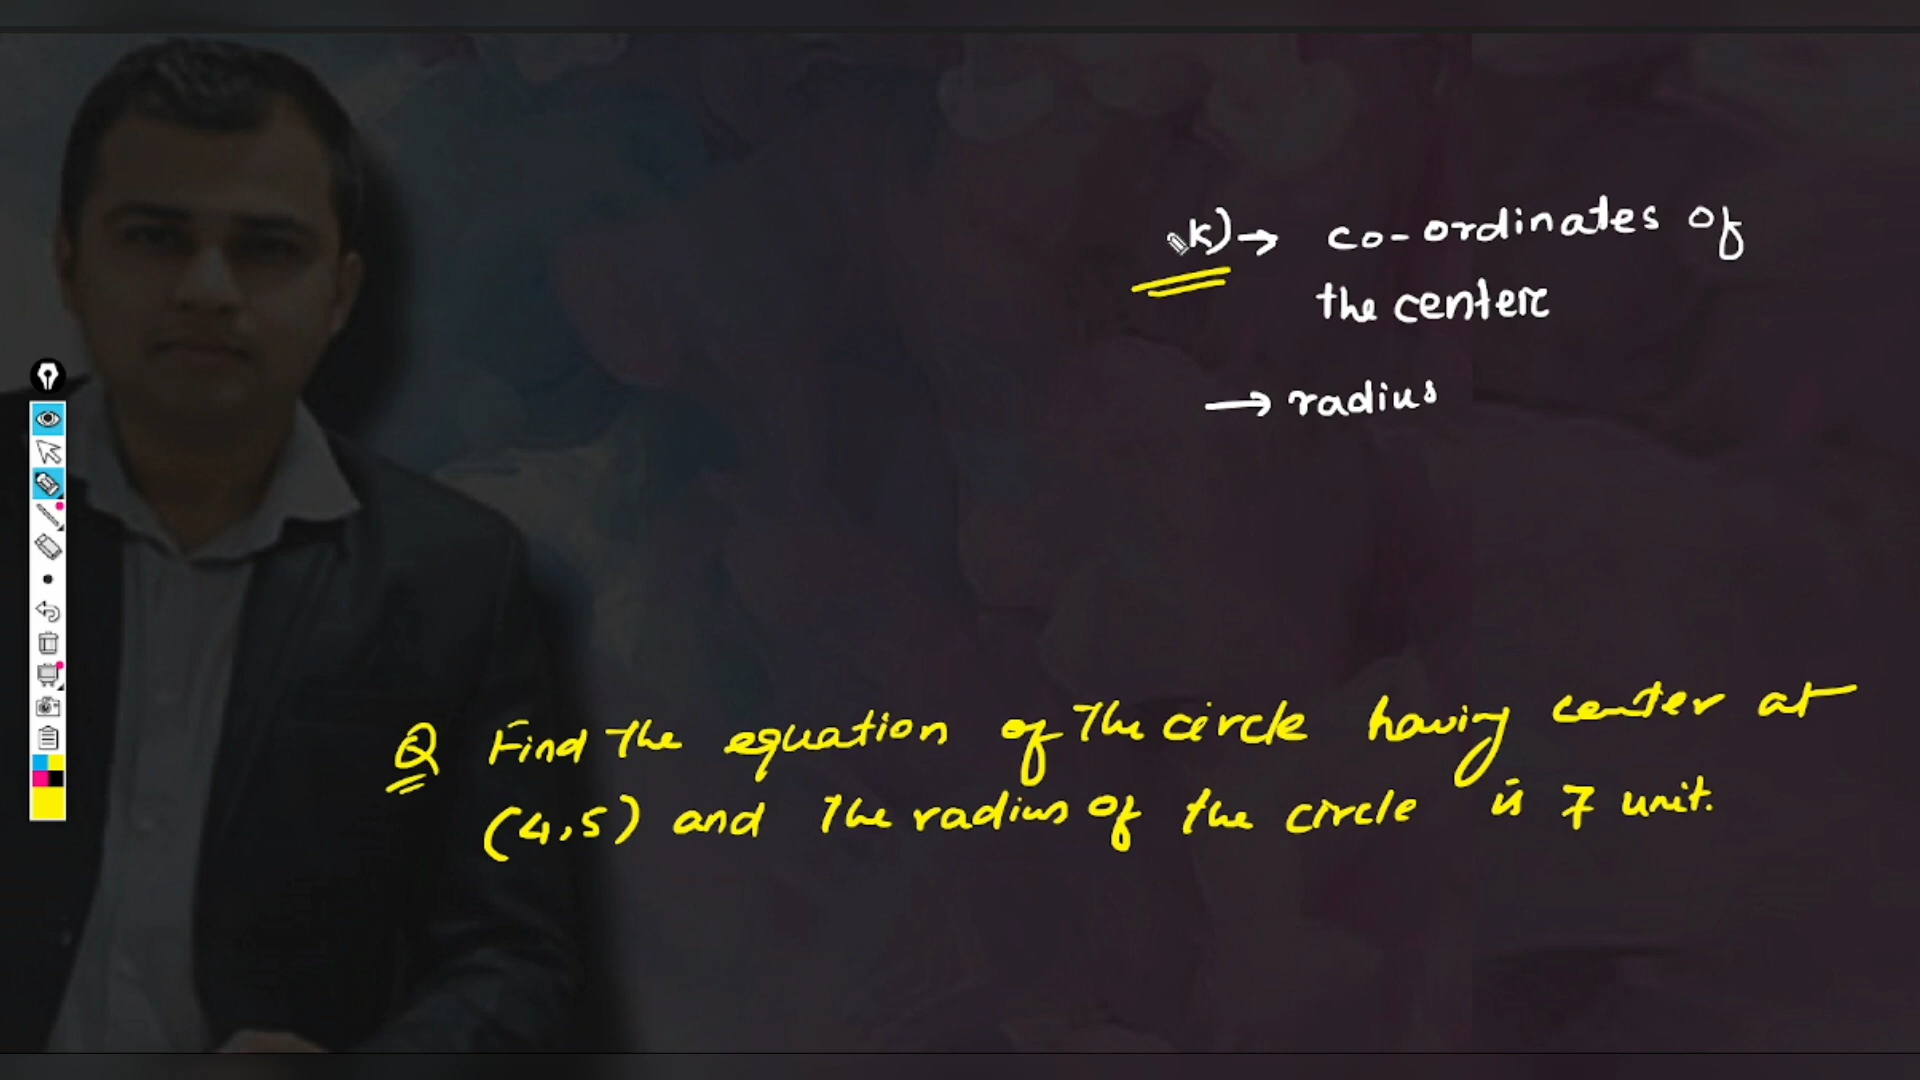 k) → co-ordinates of
the center
→ radius
Q Find the equation of the circle having center at
(4,5) and the radius of the circle is 7 unit.